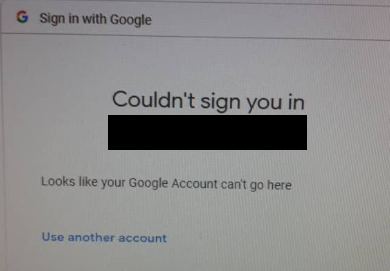 Sign in with Google
Couldn't sign you in
Looks like your Google Account can't go here
Use another account